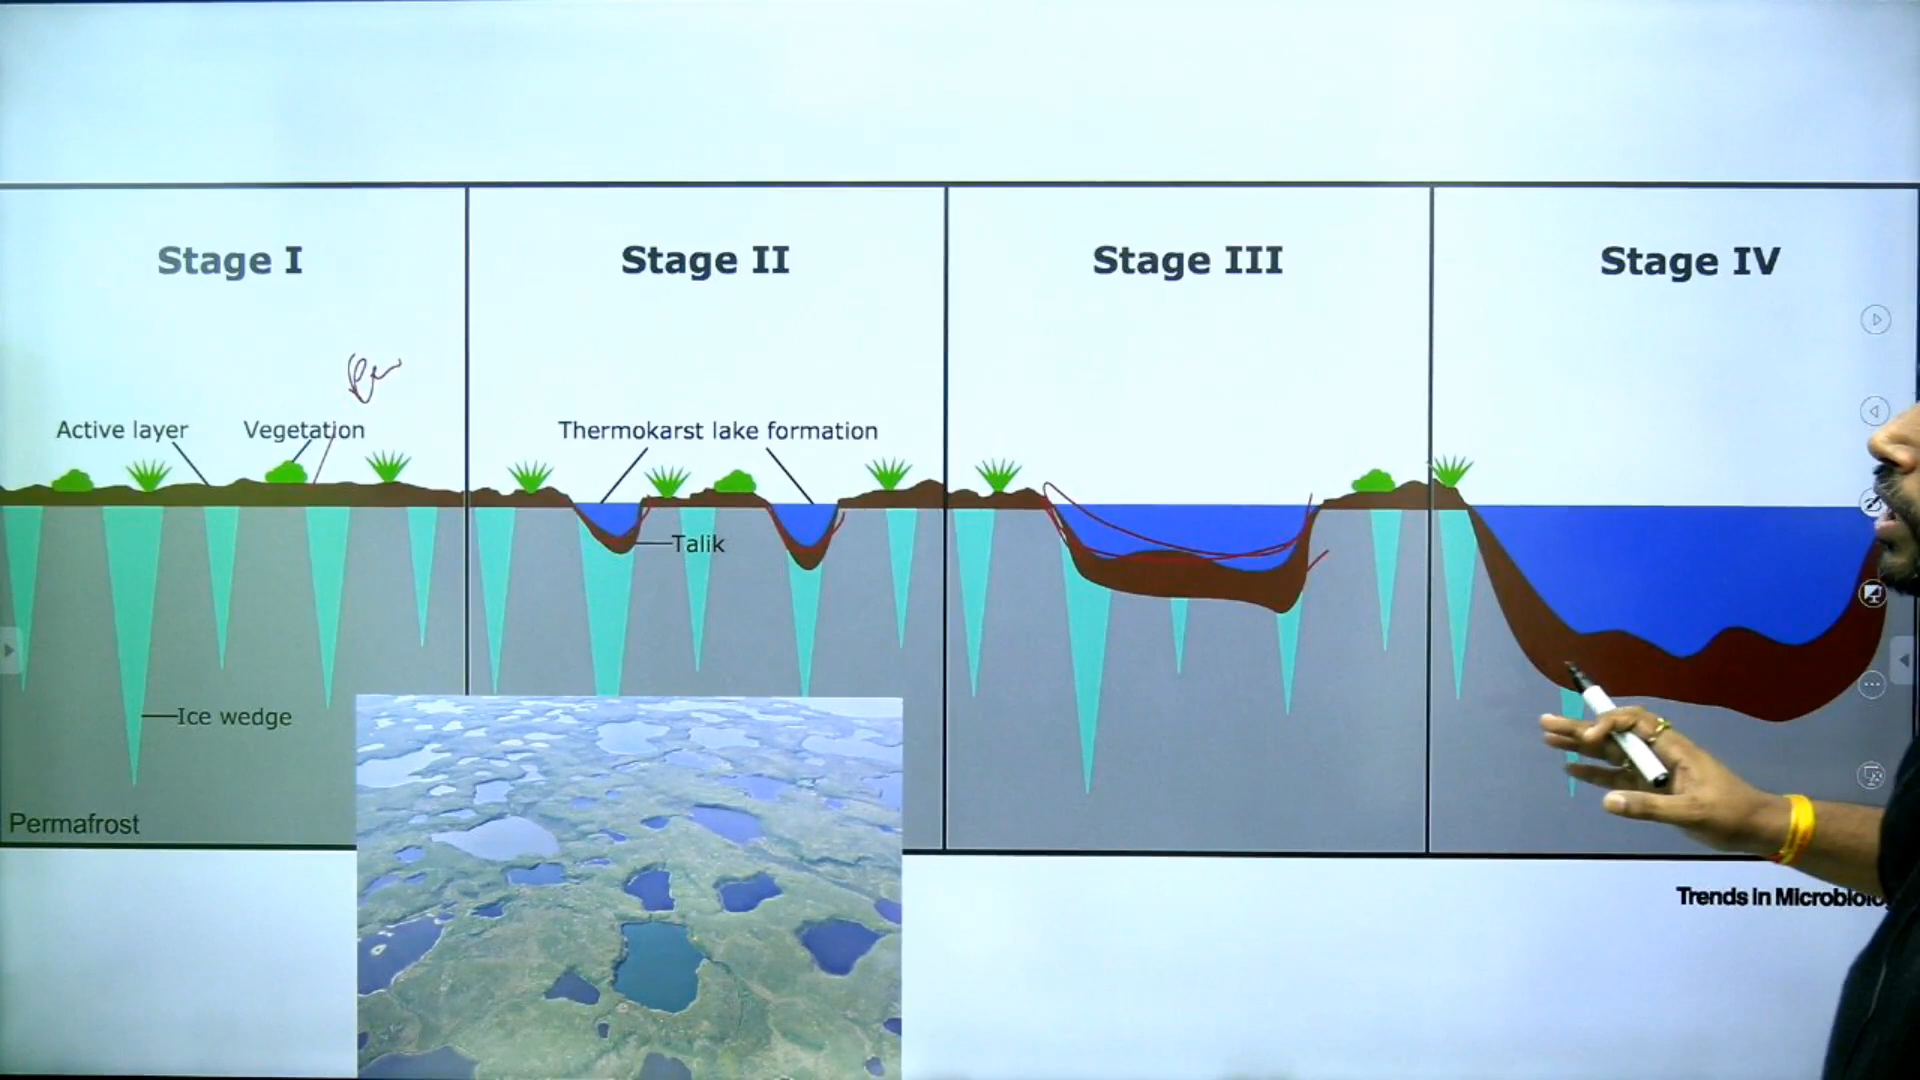 Stage I
Stage II
Stage III
Stage IV
Active layer
Vegetation
Thermokarst lake formation
Talik
Ice wedge
Permafrost
Trends in